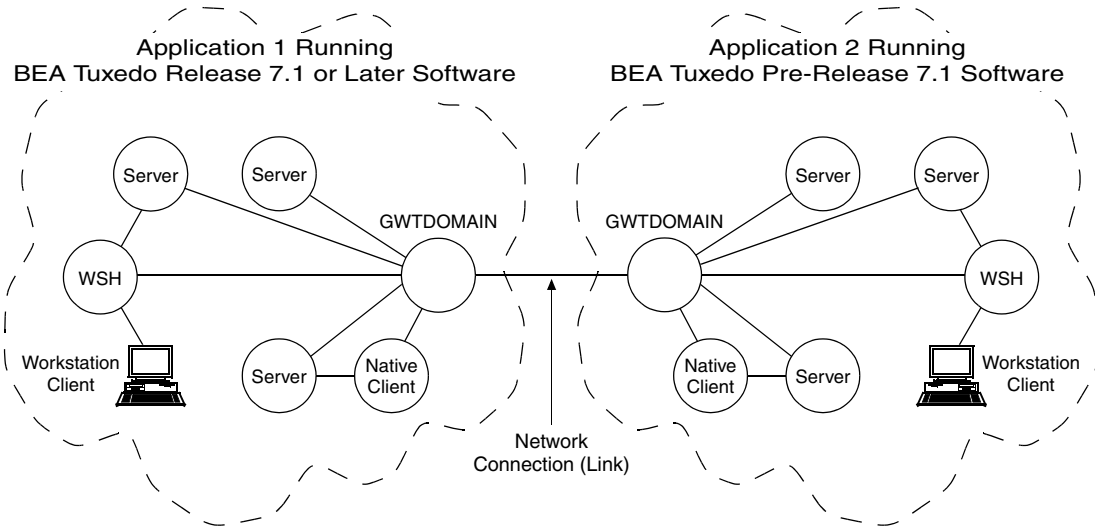 Application 1 Running
BEA Tuxedo Release 7.1 or Later Software
Application 2 Running
BEA Tuxedo Pre-Release 7.1 Software
Server
Server
Server
Server
GWTDOMAIN
GWTDOMAIN
WSH
WSH
Workstation
Client
Server
Native
Client
Native
Client
Server
Workstation
Client
Network
Connection (Link)